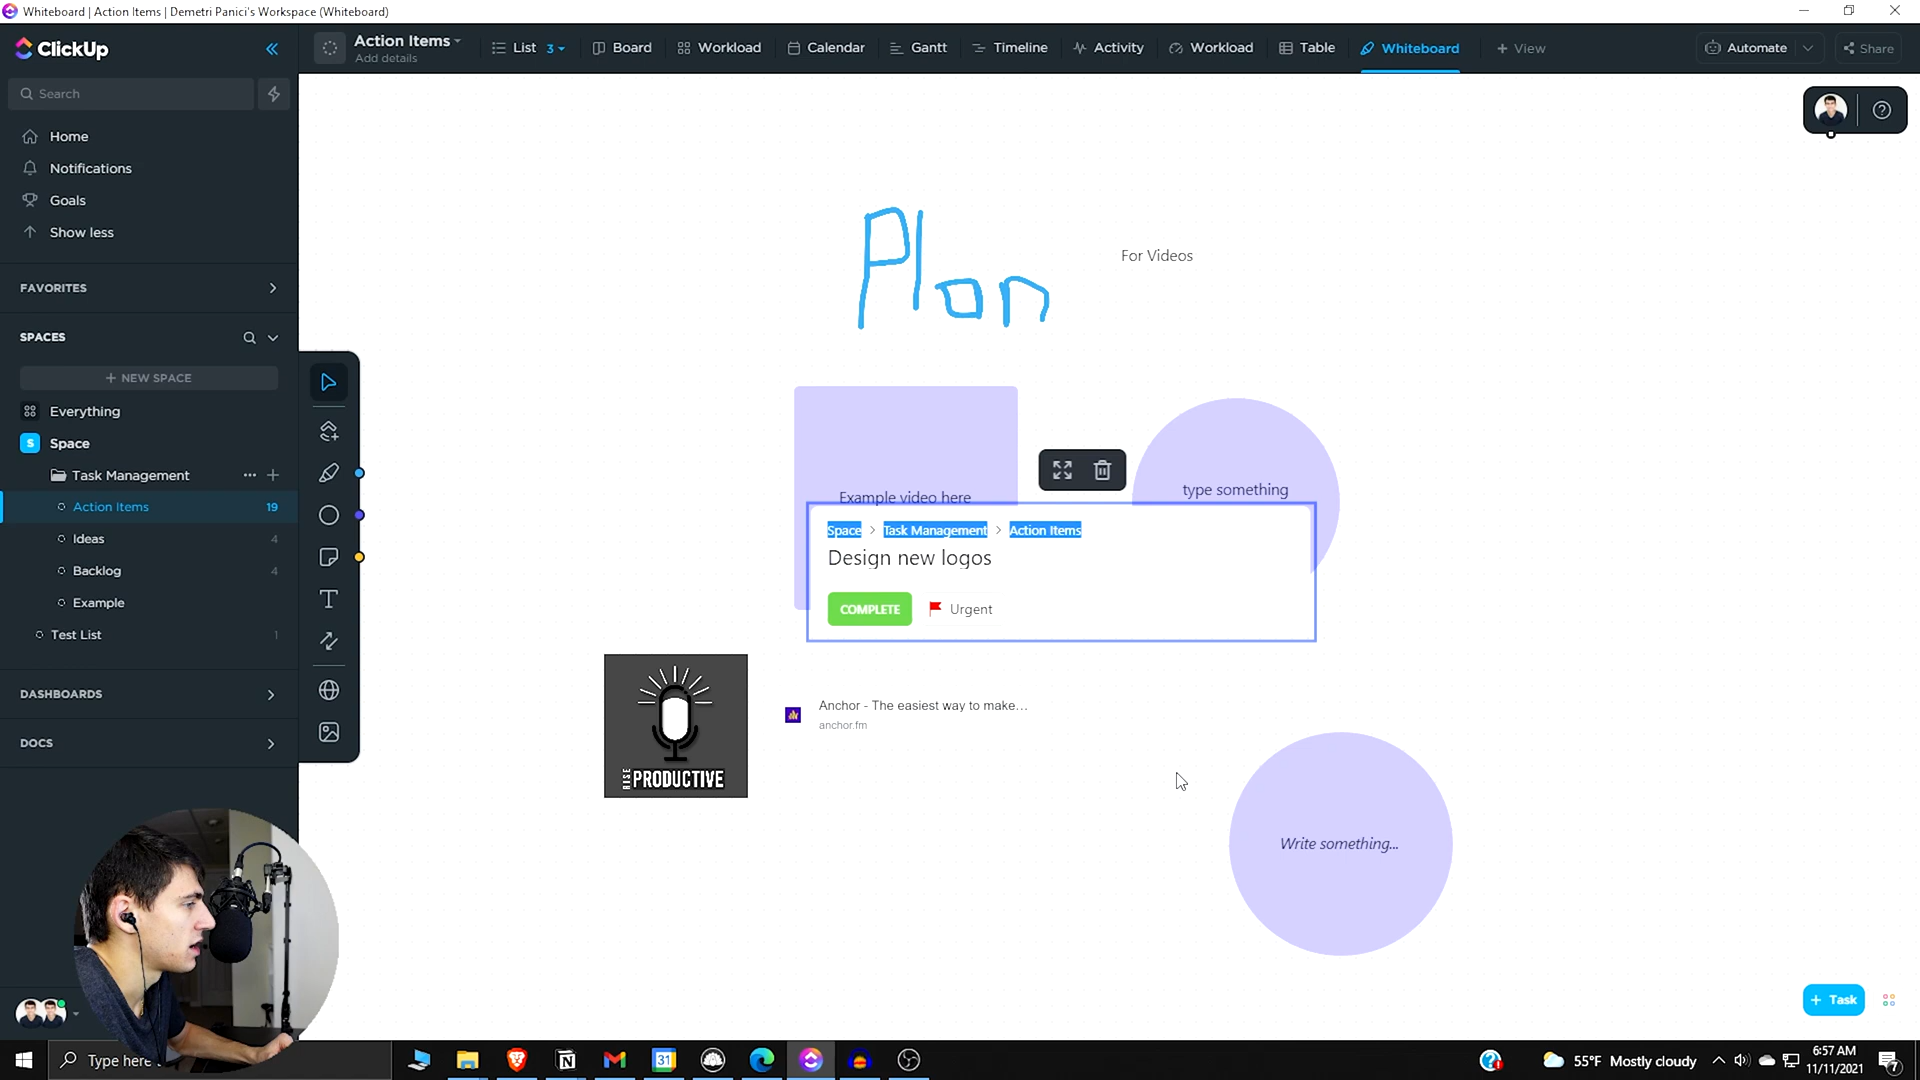 Whiteboard | Action Items | Demetri Panici's Workspace (Whiteboard)
ClickUp
Action Items
Add details
List 3
Board
Workload
Calendar
Gantt
Timeline
Activity
Workload
Table
Whiteboard
+ View
Automate
Share
Search
Home
Notifications
Goals
Show less
FAVORITES
SPACES
+ NEW SPACE
Everything
S Space
Task Management
Action Items 19
Ideas 4
Backlog 4
Example
Test List 1
DASHBOARDS
DOCS
Plan
For Videos
Example video here
type something
Space > Task Management > Action Items
Design new logos
COMPLETE
Urgent
RISE PRODUCTIVE
Anchor - The easiest way to make...
anchor.fm
Write something...
+ Task
Type here
31
55°F Mostly cloudy
6:57 AM
11/11/2021
7